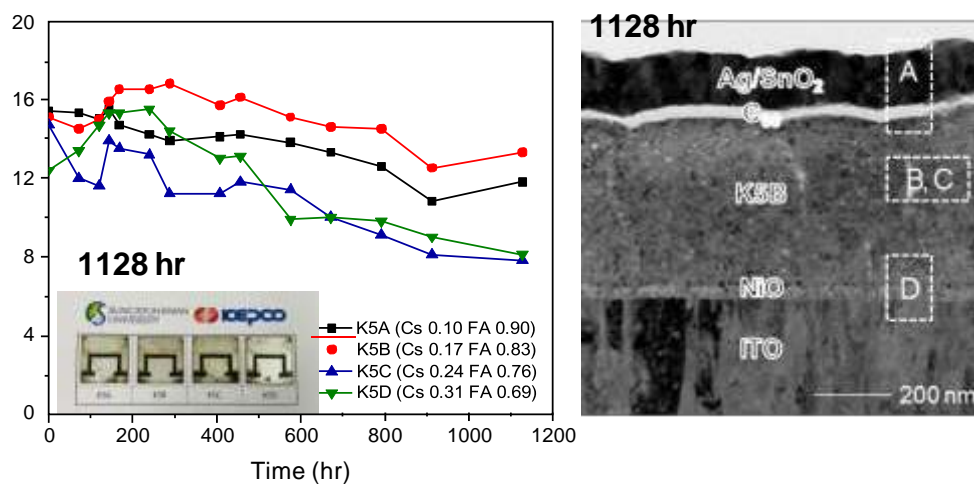 20
16
12
8
4
0
0 200 400 600 800 1000 1200
Time (hr)
1128 hr
SUNGKYUNKWAN
UNIVERSITY
KEPCO
K5A (Cs 0.10 FA 0.90)
K5B (Cs 0.17 FA 0.83)
K5C (Cs 0.24 FA 0.76)
K5D (Cs 0.31 FA 0.69)
1128 hr
Ag/SnO₂
A
K5B
B, C
NiO
D
ITO
200 nm